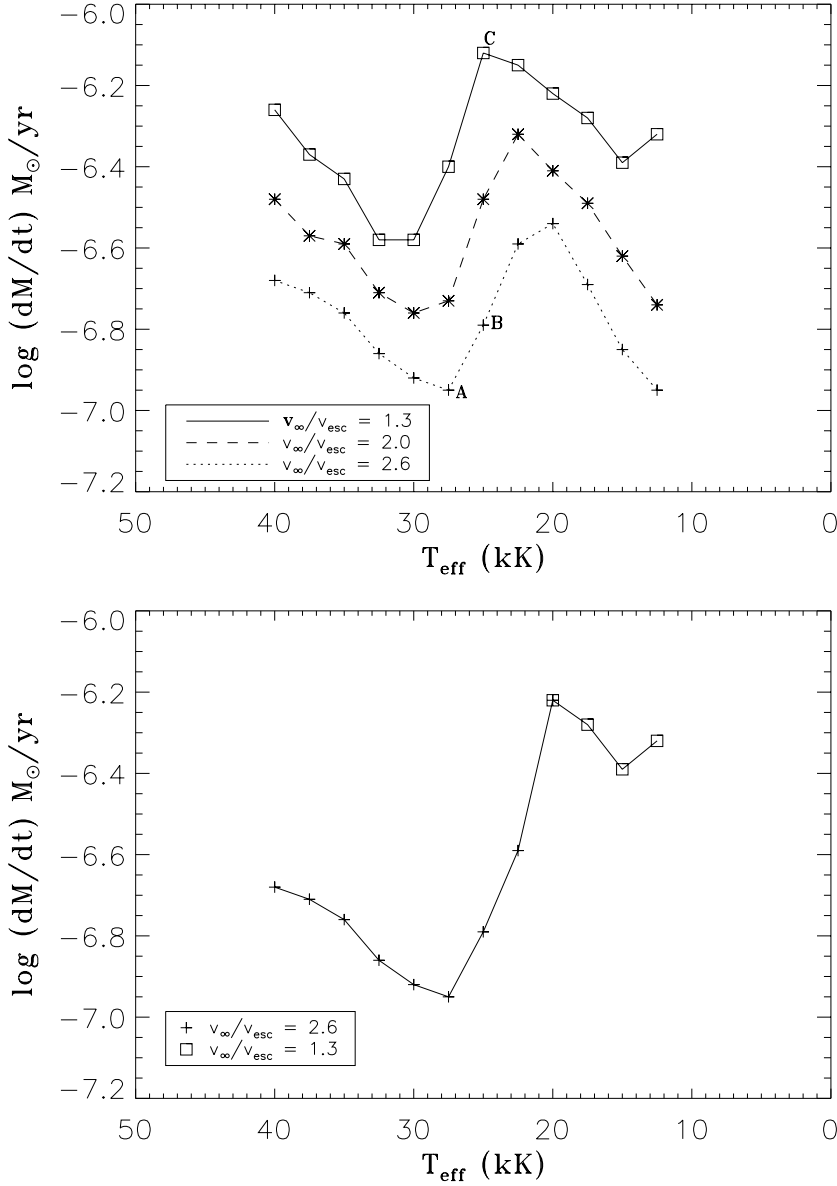 log (dM/dt) M⊙/yr
−6.0
−6.2
−6.4
−6.6
−6.8
−7.0
−7.2
C
B
A
v∞/vesc = 1.3
v∞/vesc = 2.0
v∞/vesc = 2.6
50 40 30 20 10 0
Teff (kK)
log (dM/dt) M⊙/yr
−6.0
−6.2
−6.4
−6.6
−6.8
−7.0
−7.2
v∞/vesc = 2.6
v∞/vesc = 1.3
50 40 30 20 10 0
Teff (kK)